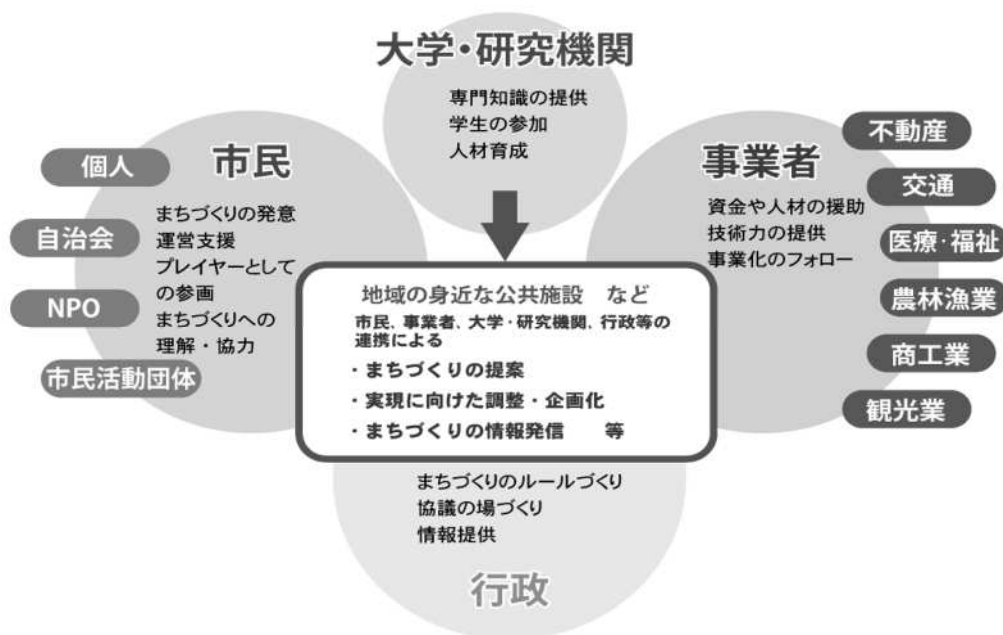 大学・研究機関
専門知識の提供
学生の参加
人材育成
市民
個人
自治会
NPO
市民活動団体
まちづくりの発意
運営支援
プレイヤーとして
の参画
まちづくりへの
理解・協力
事業者
資金や人材の援助
技術力の提供
事業化のフォロー
不動産
交通
医療・福祉
農林漁業
商工業
観光業
地域の身近な公共施設　など
市民、事業者、大学・研究機関、行政等の
連携による
・まちづくりの提案
・実現に向けた調整・企画化
・まちづくりの情報発信　　等
まちづくりのルールづくり
協議の場づくり
情報提供
行政